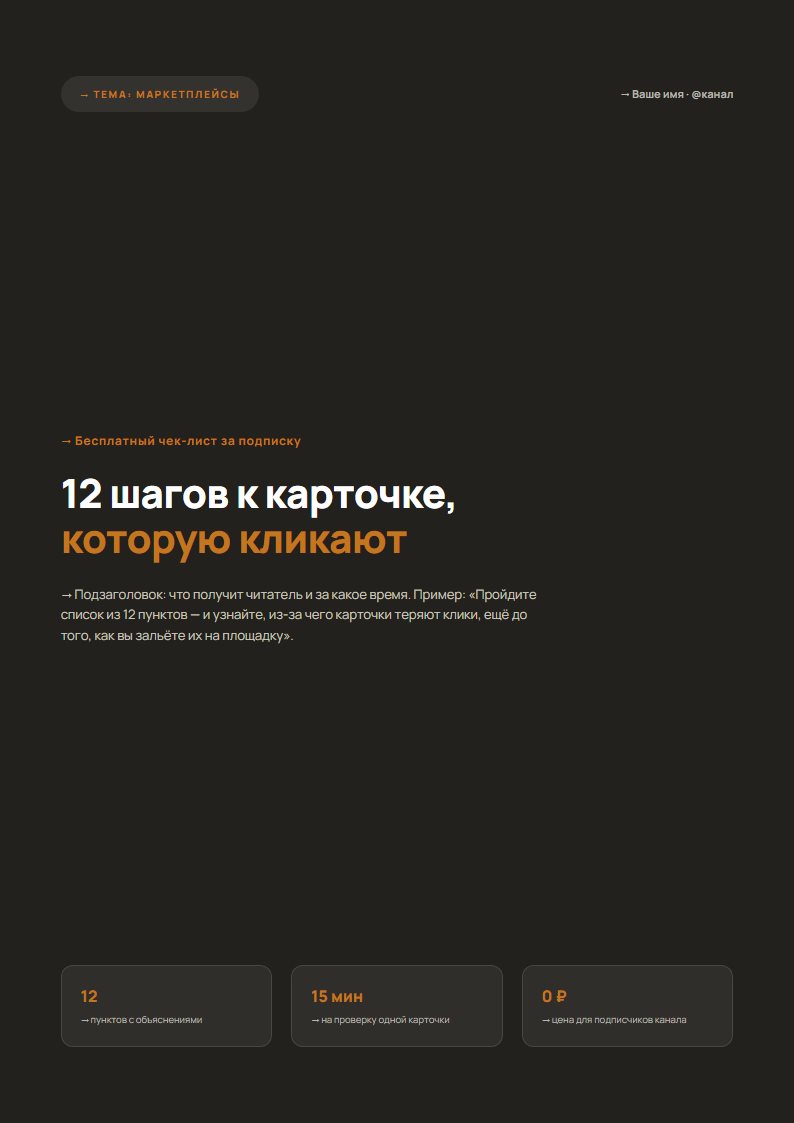 → ТЕМА: МАРКЕТПЛЕЙСЫ
→ Ваше имя · @канал
→ Бесплатный чек-лист за подписку
12 шагов к карточке,
которую кликают
→ Подзаголовок: что получит читатель и за какое время. Пример: «Пройдите
список из 12 пунктов — и узнайте, из-за чего карточки теряют клики, ещё до
того, как вы зальёте их на площадку».
12
→ пунктов с объяснениями
15 мин
→ на проверку одной карточки
0 ₽
→ цена для подписчиков канала